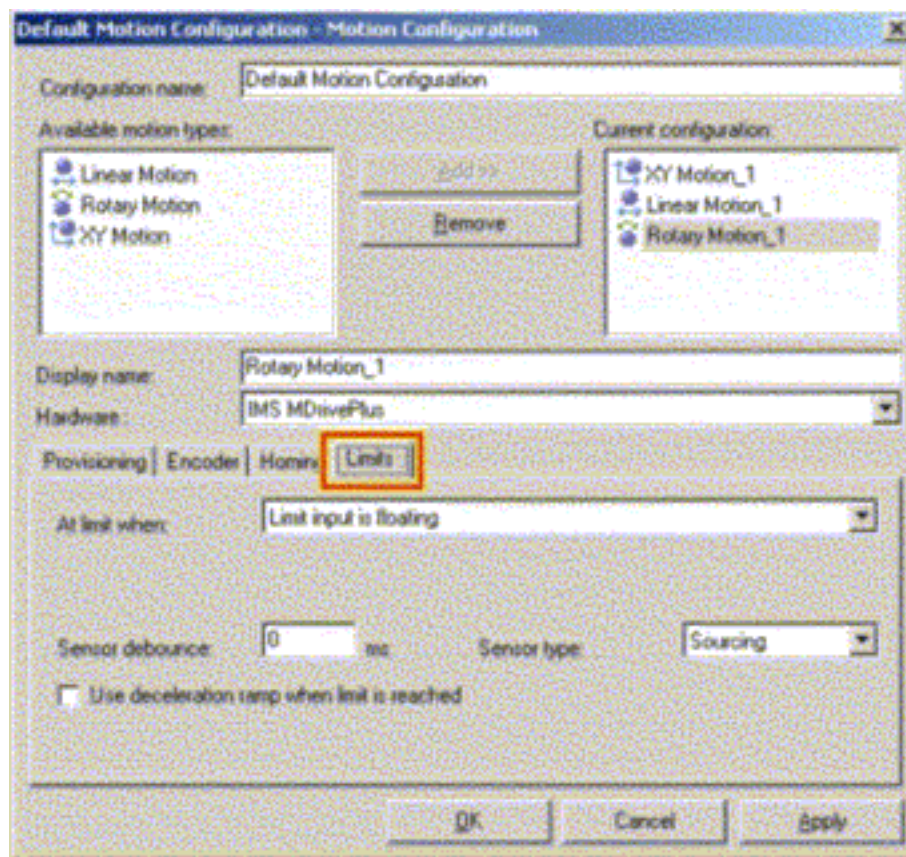 Default Motion Configuration - Motion Configuration
Configuration name:
Default Motion Configuration
Available motion types:
Current configuration:
Linear Motion
Rotary Motion
XY Motion
Add >>
Remove
XY Motion_1
Linear Motion_1
Rotary Motion_1
Display name:
Rotary Motion_1
Hardware:
IMS MDrivePlus
Provisioning
Encoder
Homin
Limits
At limit when:
Limit input is floating
Sensor debounce:
0
ms
Sensor type:
Sourcing
Use deceleration ramp when limit is reached
OK
Cancel
Apply